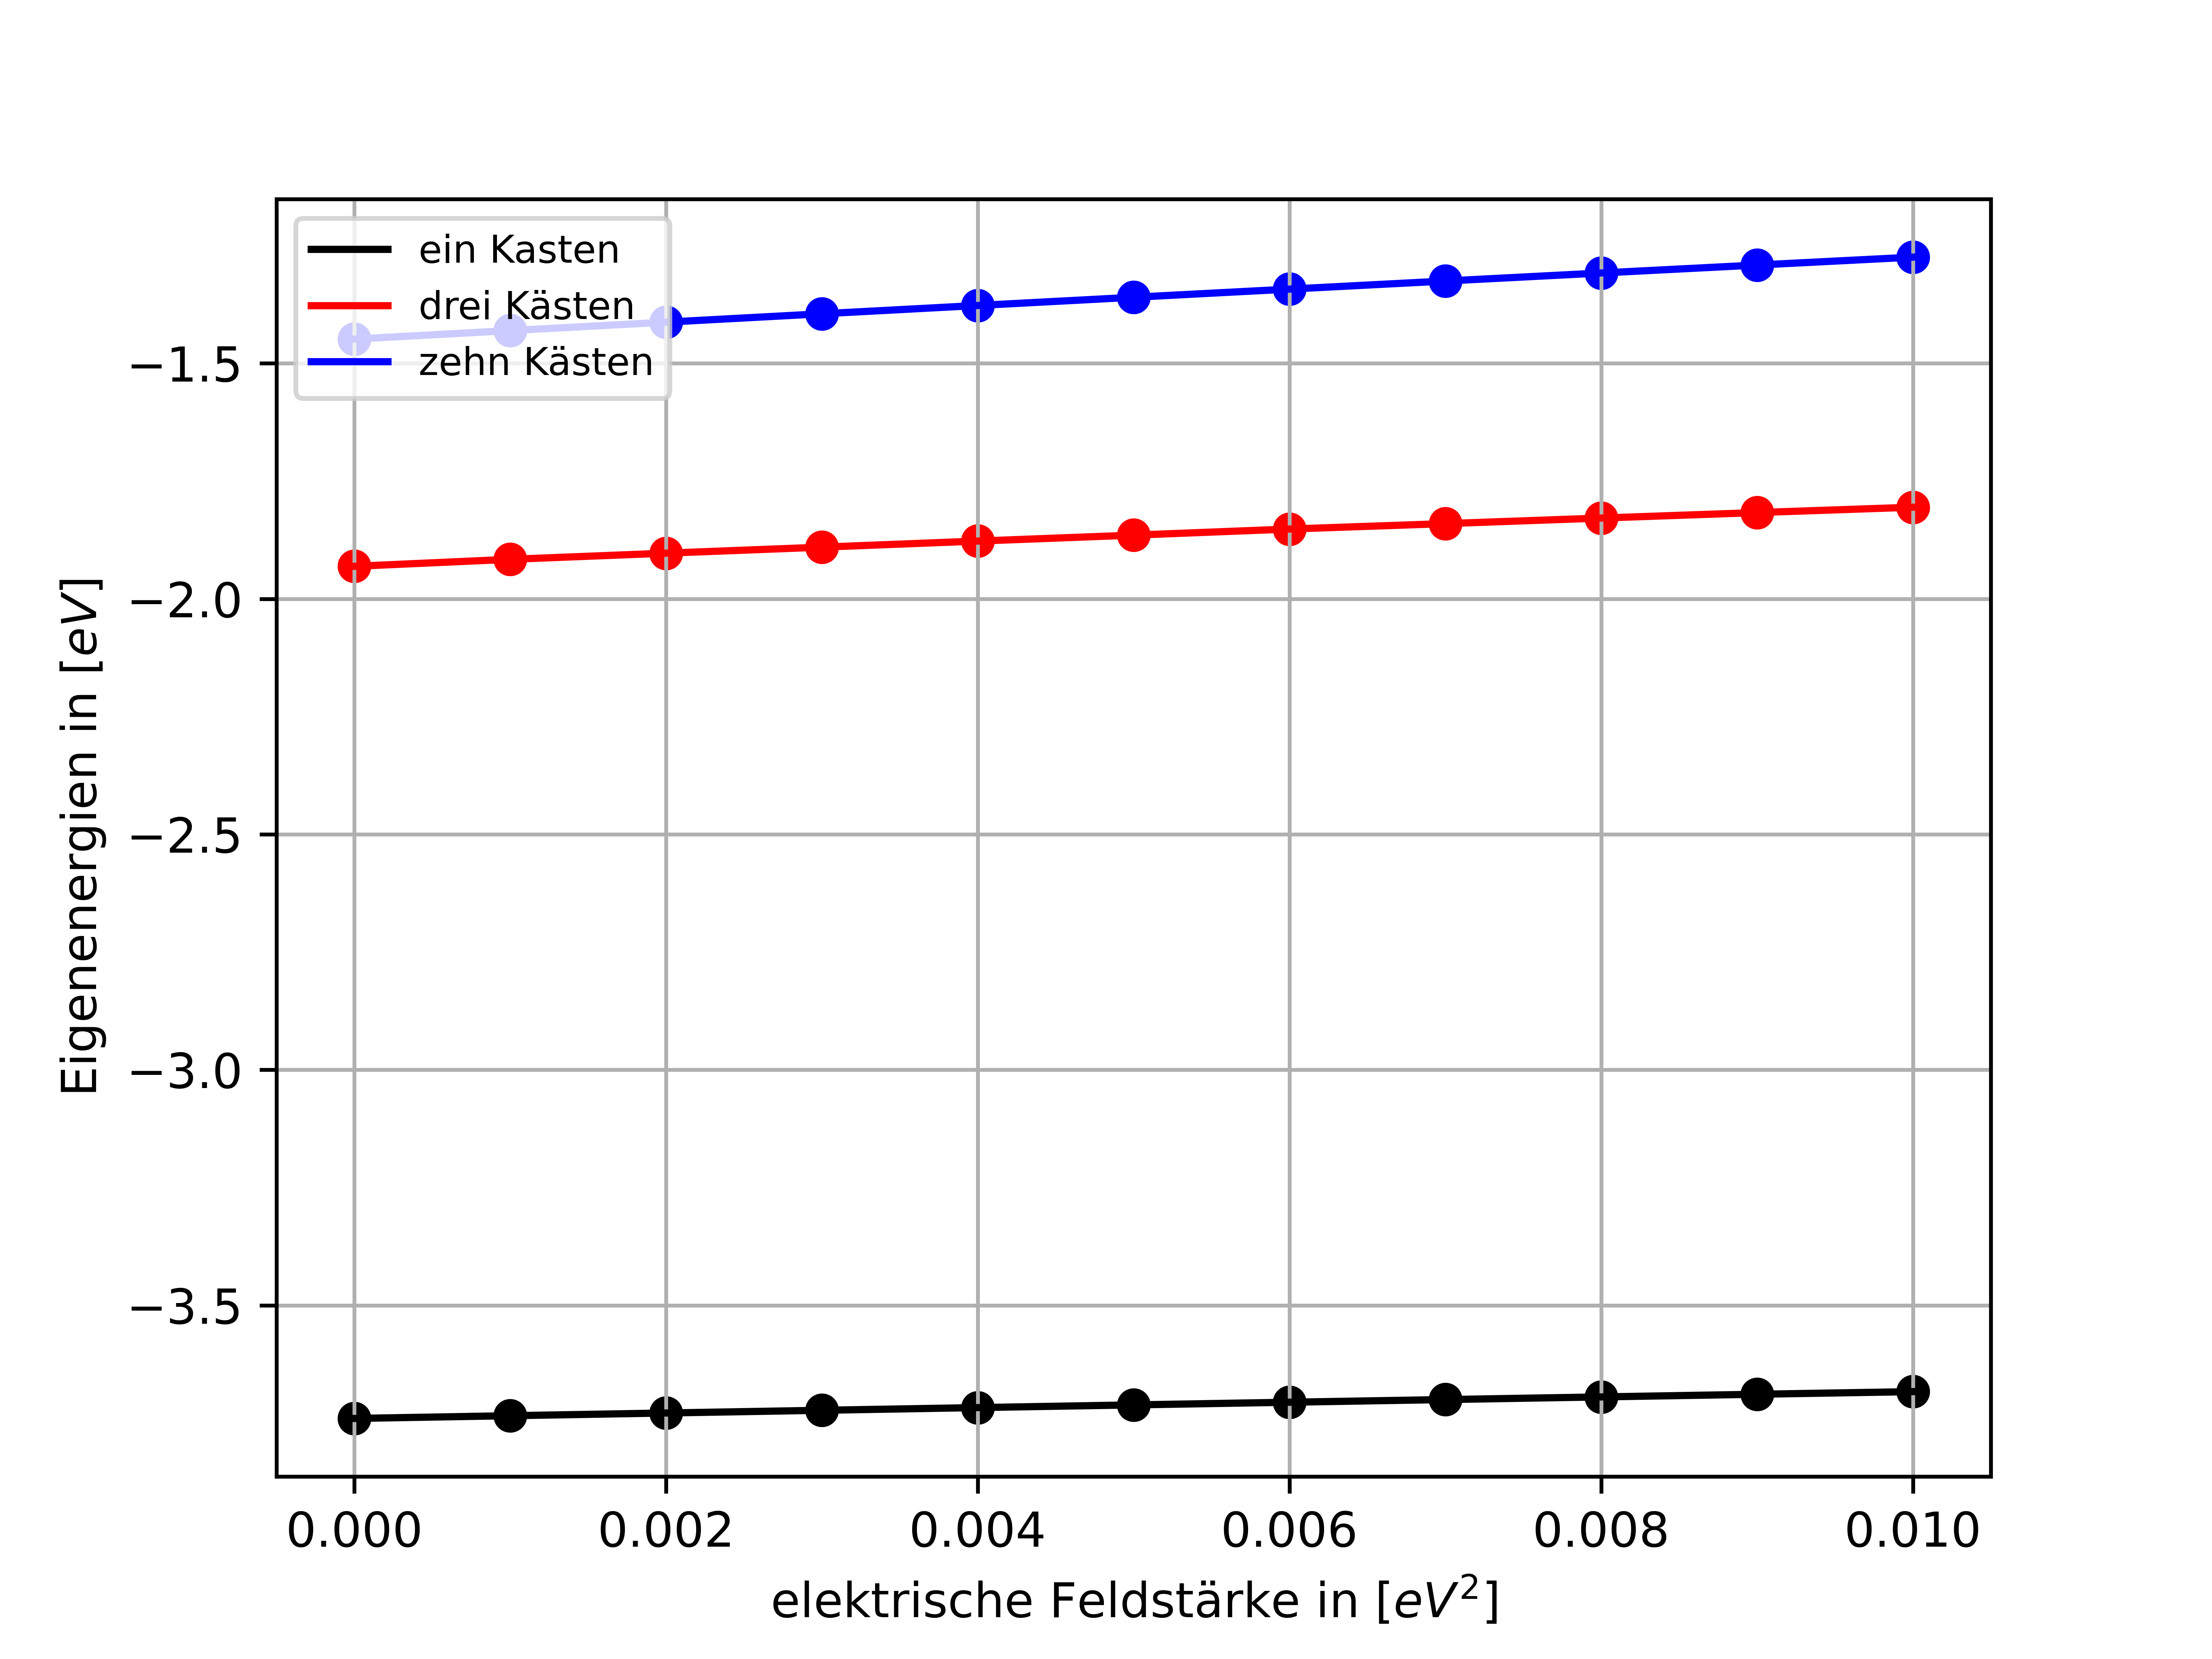 ein Kasten
drei Kästen
zehn Kästen
−1.5
−2.0
−2.5
−3.0
−3.5
Eigenenergien in [eV]
0.000 0.002 0.004 0.006 0.008 0.010
elektrische Feldstärke in [eV²]